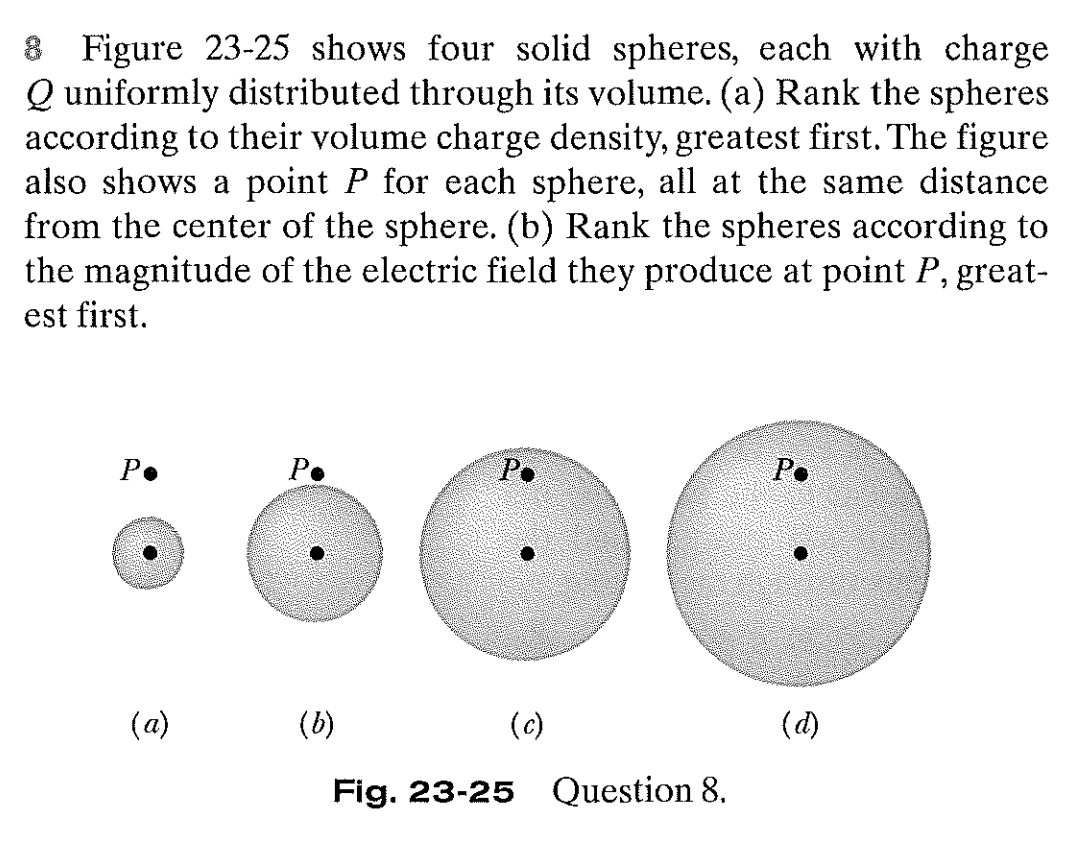 8 Figure 23-25 shows four solid spheres, each with charge
Q uniformly distributed through its volume. (a) Rank the spheres
according to their volume charge density, greatest first. The figure
also shows a point P for each sphere, all at the same distance
from the center of the sphere. (b) Rank the spheres according to
the magnitude of the electric field they produce at point P, great-
est first.
P P P P
(a) (b) (c) (d)
Fig. 23-25 Question 8.